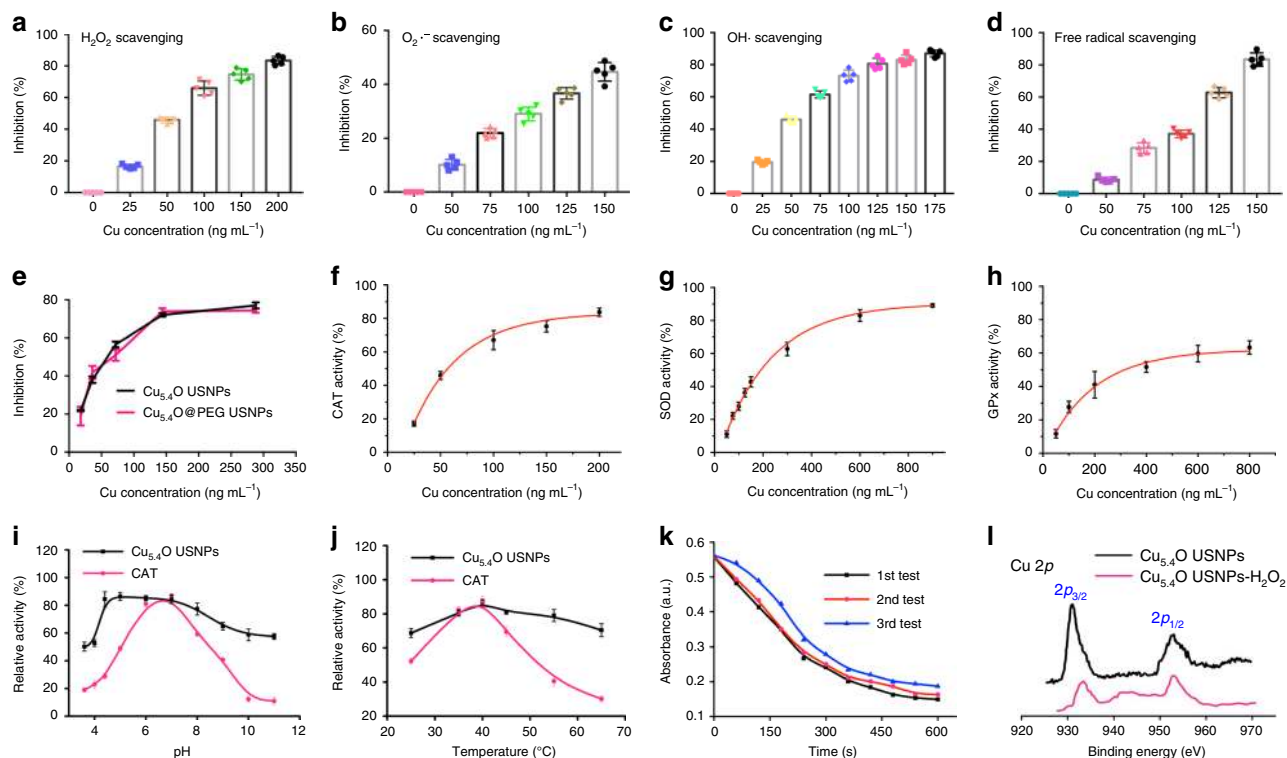 a
H₂O₂ scavenging
Inhibition (%)
100
80
60
40
20
0
0 25 50 100 150 200
Cu concentration (ng mL⁻¹)
b
O₂·⁻ scavenging
Inhibition (%)
60
40
20
0
0 50 75 100 125 150
Cu concentration (ng mL⁻¹)
c
OH· scavenging
Inhibition (%)
100
80
60
40
20
0
0 25 50 75 100 125 150 175
Cu concentration (ng mL⁻¹)
d
Free radical scavenging
Inhibition (%)
100
80
60
40
20
0
0 50 75 100 125 150
Cu concentration (ng mL⁻¹)
e
Inhibition (%)
80
60
40
20
0
Cu₅.₄O USNPs
Cu₅.₄O@PEG USNPs
0 50 100 150 200 250 300 350
Cu concentration (ng mL⁻¹)
f
CAT activity (%)
100
80
60
40
20
0
0 50 100 150 200
Cu concentration (ng mL⁻¹)
g
SOD activity (%)
100
80
60
40
20
0
0 200 400 600 800
Cu concentration (ng mL⁻¹)
h
GPx activity (%)
100
80
60
40
20
0
0 200 400 600 800
Cu concentration (ng mL⁻¹)
i
Relative activity (%)
120
100
80
60
40
20
0
Cu₅.₄O USNPs
CAT
4 6 8 10 12
pH
j
Relative activity (%)
120
100
80
60
40
20
Cu₅.₄O USNPs
CAT
20 30 40 50 60 70
Temperature (°C)
k
Absorbance (a.u.)
0.6
0.5
0.4
0.3
0.2
0.1
1st test
2nd test
3rd test
0 150 300 450 600
Time (s)
l
Cu 2p
Cu₅.₄O USNPs
Cu₅.₄O USNPs-H₂O₂
2p₃/₂
2p₁/₂
920 930 940 950 960 970
Binding energy (eV)